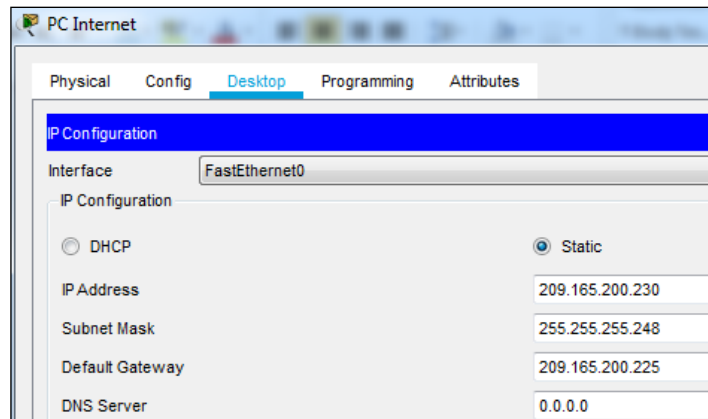 PC Internet
Physical Config Desktop Programming Attributes
IP Configuration
Interface FastEthernet0
IP Configuration
DHCP Static
IP Address 209.165.200.230
Subnet Mask 255.255.255.248
Default Gateway 209.165.200.225
DNS Server 0.0.0.0